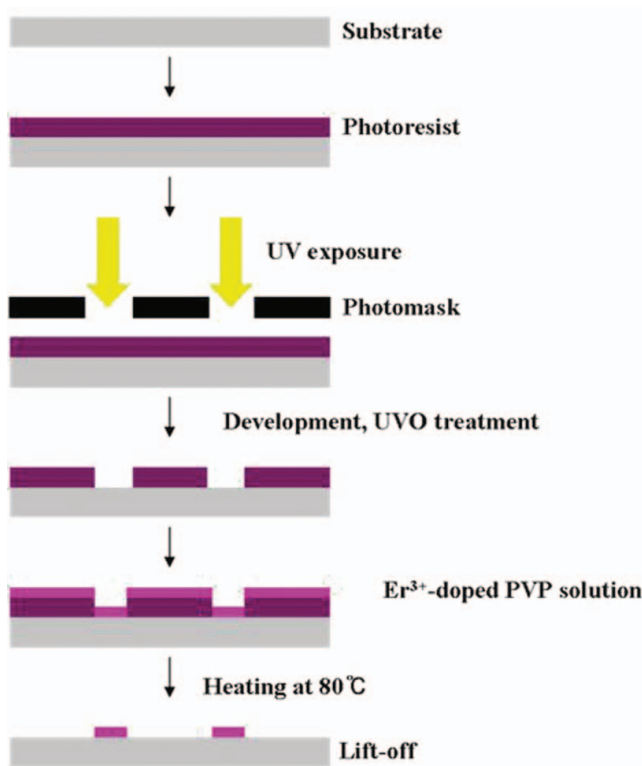 Substrate
Photoresist
UV exposure
Photomask
Development, UVO treatment
Er³⁺-doped PVP solution
Heating at 80℃
Lift-off